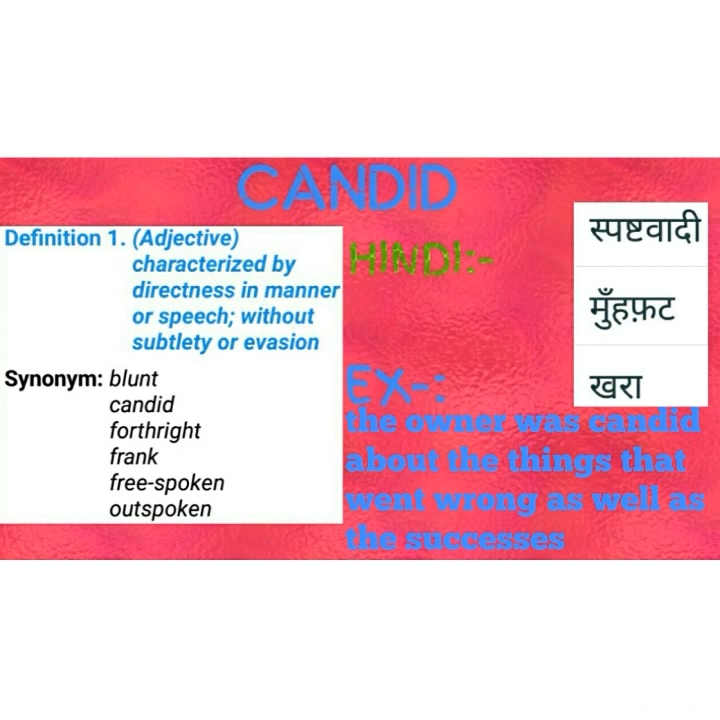 CANDID
Definition 1. (Adjective)
characterized by
directness in manner
or speech; without
subtlety or evasion
Synonym: blunt
candid
forthright
frank
free-spoken
outspoken
HINDI:-
स्पष्टवादी
मुँहफ़ट
खरा
EX-:
the owner was candid
about the things that
went wrong as well as
the successes